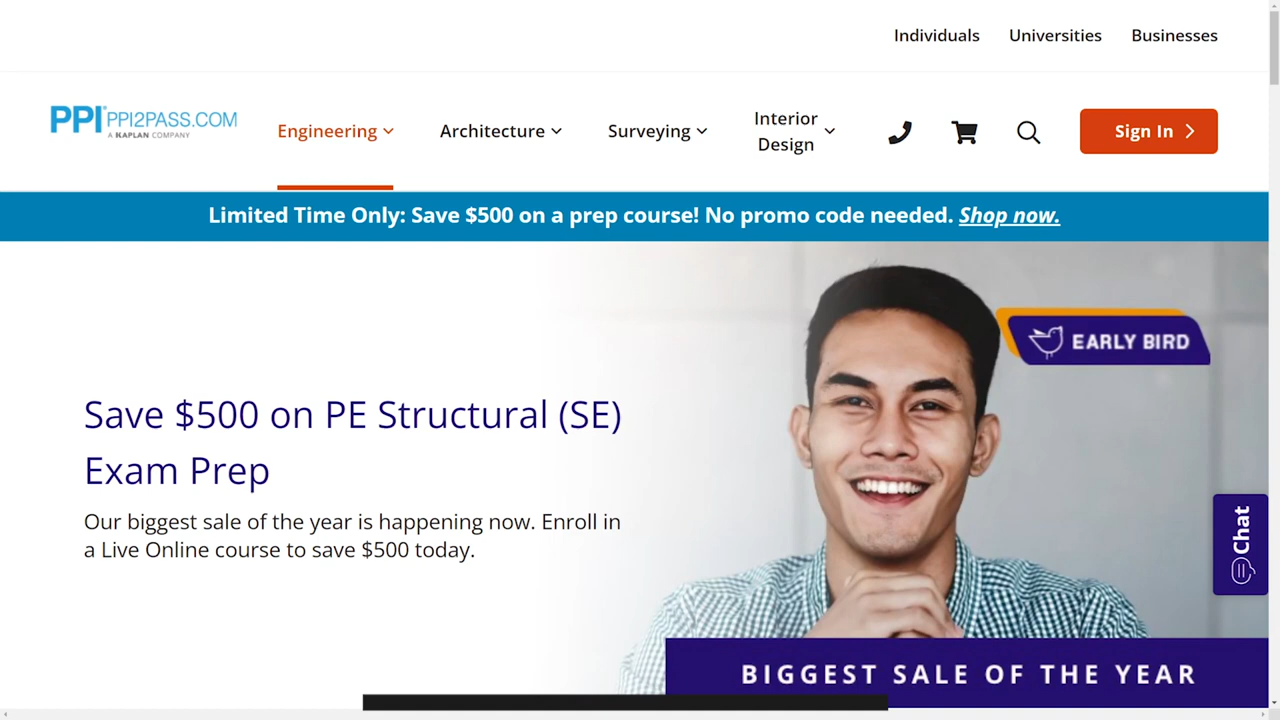 Individuals Universities Businesses
PPI® PPI2PASS.COM
A KAPLAN COMPANY
Engineering Architecture Surveying Interior Design Sign In
Limited Time Only: Save $500 on a prep course! No promo code needed. Shop now.
EARLY BIRD
Save $500 on PE Structural (SE)
Exam Prep
Our biggest sale of the year is happening now. Enroll in
a Live Online course to save $500 today.
Chat
BIGGEST SALE OF THE YEAR